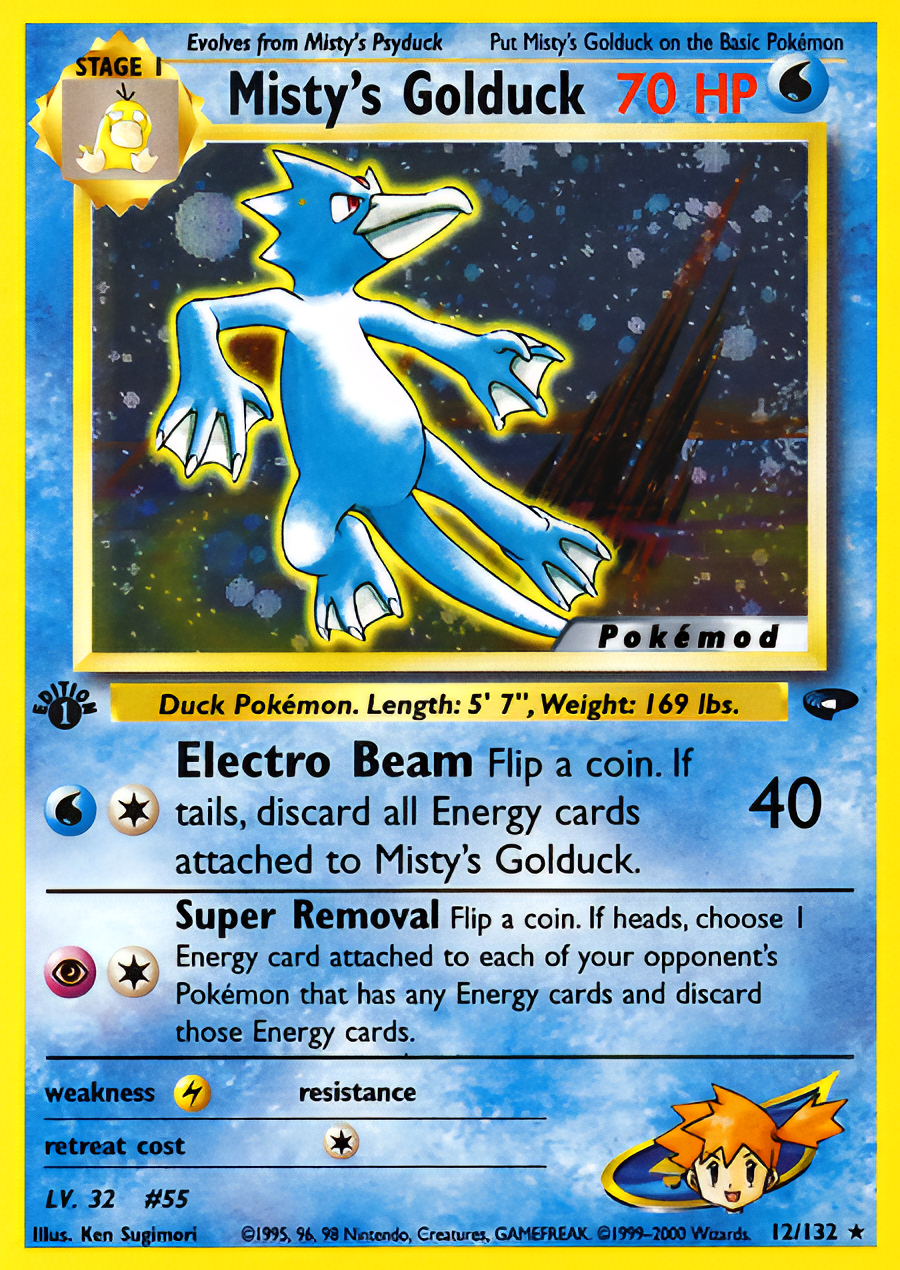 Evolves from Misty's Psyduck
Put Misty's Golduck on the Basic Pokémon
STAGE 1
Misty's Golduck 70 HP
Pokémod
EDITION
1
Duck Pokémon. Length: 5' 7", Weight: 169 lbs.
Electro Beam Flip a coin. If
tails, discard all Energy cards
attached to Misty's Golduck.
40
Super Removal Flip a coin. If heads, choose 1
Energy card attached to each of your opponent's
Pokémon that has any Energy cards and discard
those Energy cards.
weakness
resistance
retreat cost
LV. 32 #55
Illus. Ken Sugimori
©1995, 96, 98 Nintendo, Creatures, GAMEFREAK. ©1999–2000 Wizards.
12/132 ★